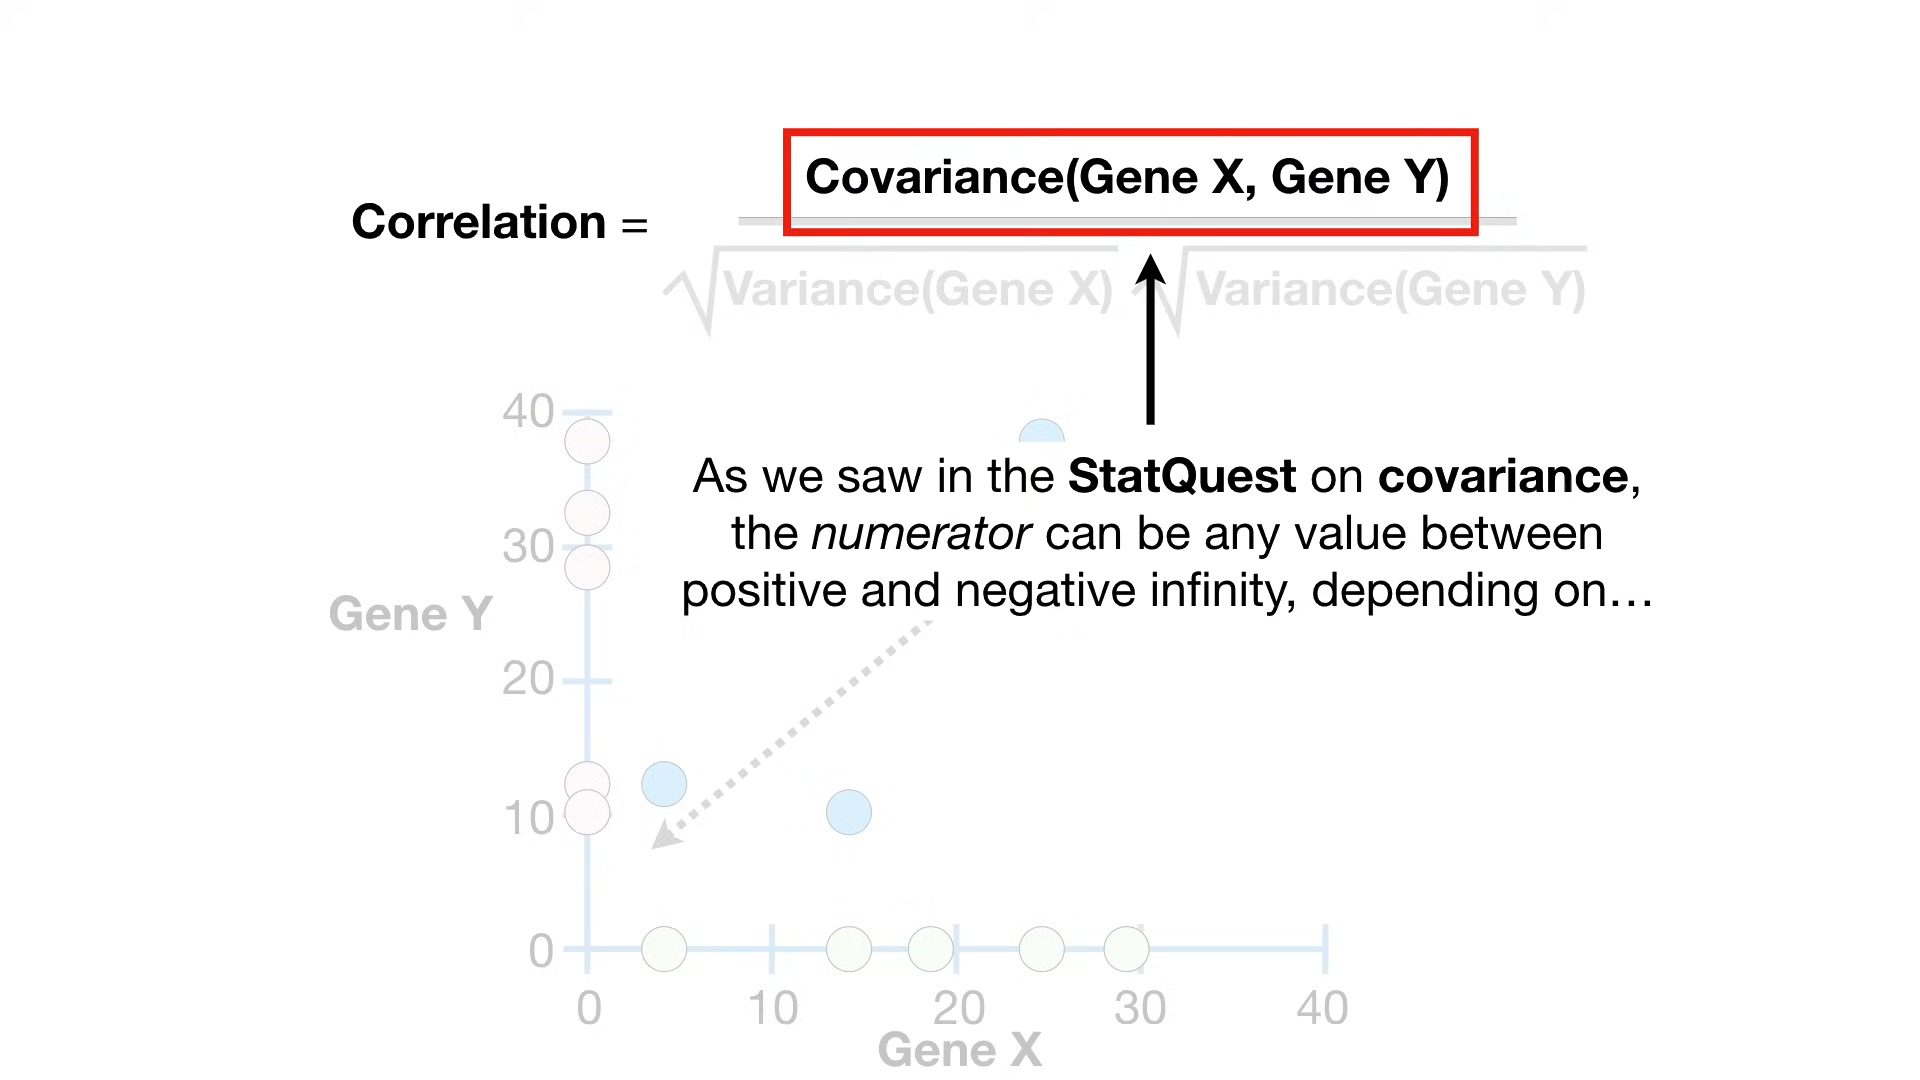 Covariance(Gene X, Gene Y)
Correlation =
√Variance(Gene X) √Variance(Gene Y)
40
As we saw in the StatQuest on covariance,
the numerator can be any value between
30
positive and negative infinity, depending on…
Gene Y
20
10
0
0 10 20 30 40
Gene X